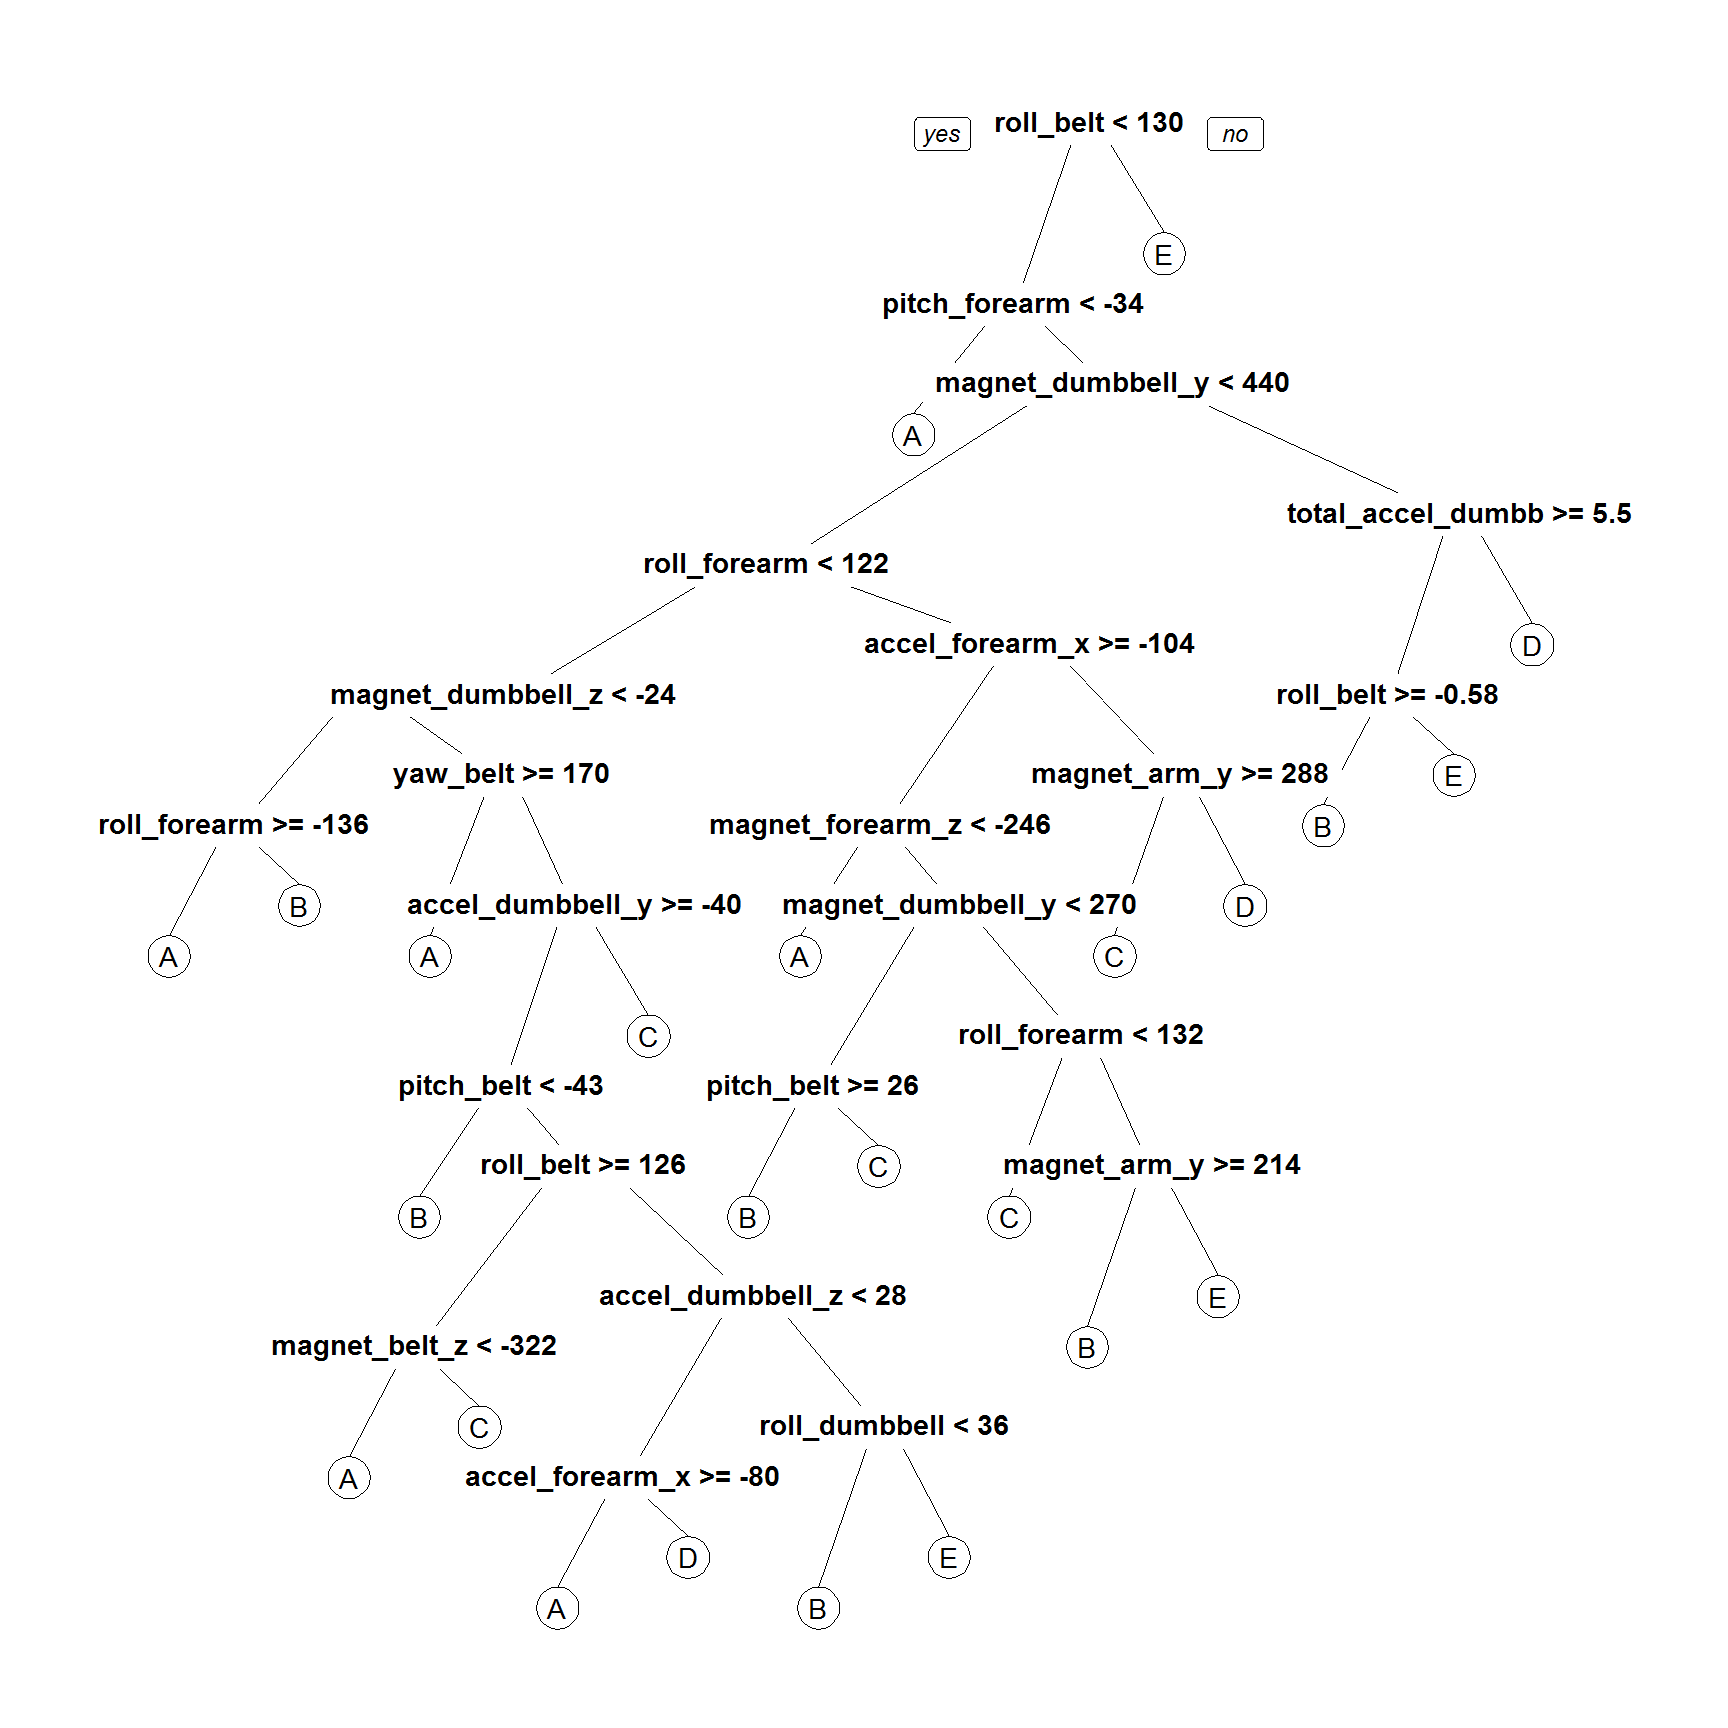 yes
roll_belt < 130
no
E
pitch_forearm < -34
magnet_dumbbell_y < 440
A
total_accel_dumbb >= 5.5
roll_forearm < 122
accel_forearm_x >= -104
D
magnet_dumbbell_z < -24
roll_belt >= -0.58
yaw_belt >= 170
magnet_arm_y >= 288
E
roll_forearm >= -136
magnet_forearm_z < -246
B
B
accel_dumbbell_y >= -40
magnet_dumbbell_y < 270
D
A
A
A
C
C
roll_forearm < 132
pitch_belt < -43
pitch_belt >= 26
roll_belt >= 126
C
magnet_arm_y >= 214
B
B
C
accel_dumbbell_z < 28
E
magnet_belt_z < -322
B
C
roll_dumbbell < 36
A
accel_forearm_x >= -80
D
E
A
B